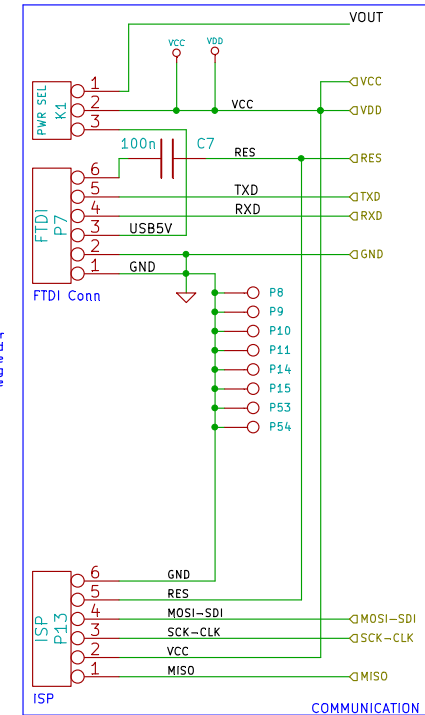 VOUT
VCC
VDD
PWR SEL
K1
1
2
3
VCC
VCC
VDD
100n
C7
RES
RES
FTDI
P7
6
5
4
3
2
1
TXD
TXD
RXD
RXD
USB5V
GND
GND
FTDI Conn
P8
P9
P10
P11
P14
P15
P53
P54
ISP
P13
6
5
4
3
2
1
GND
RES
MOSI-SDI
MOSI-SDI
SCK-CLK
SCK-CLK
VCC
MISO
MISO
ISP
COMMUNICATION